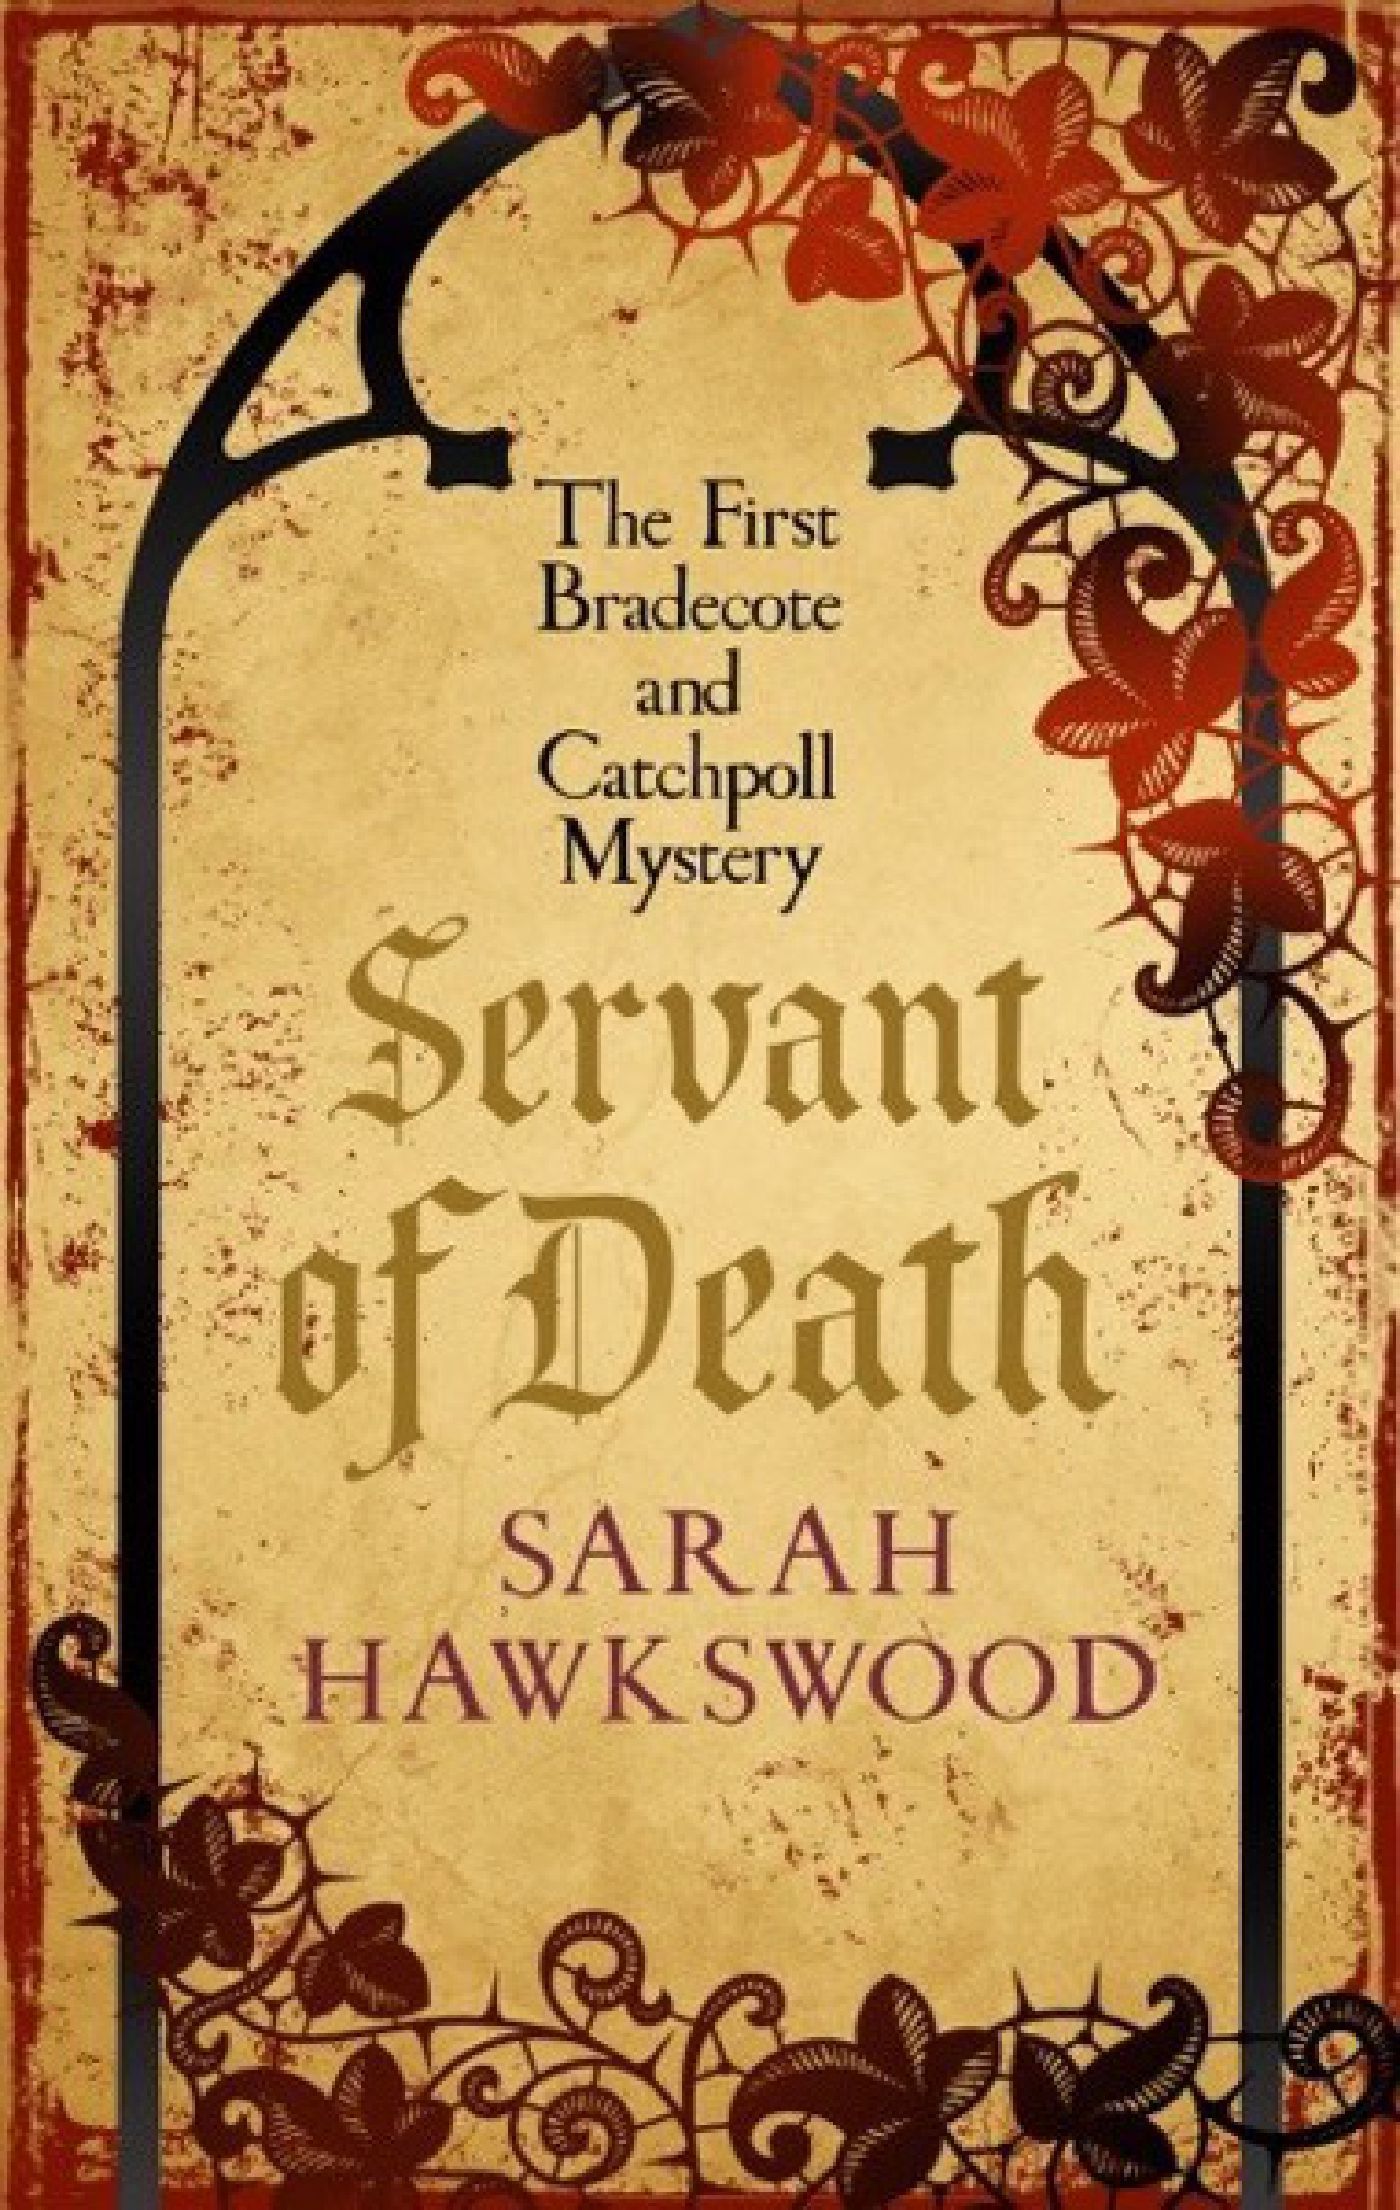 The First
Bradecote
and
Catchpoll
Mystery
Servant
of Death
SARAH
HAWKSWOOD